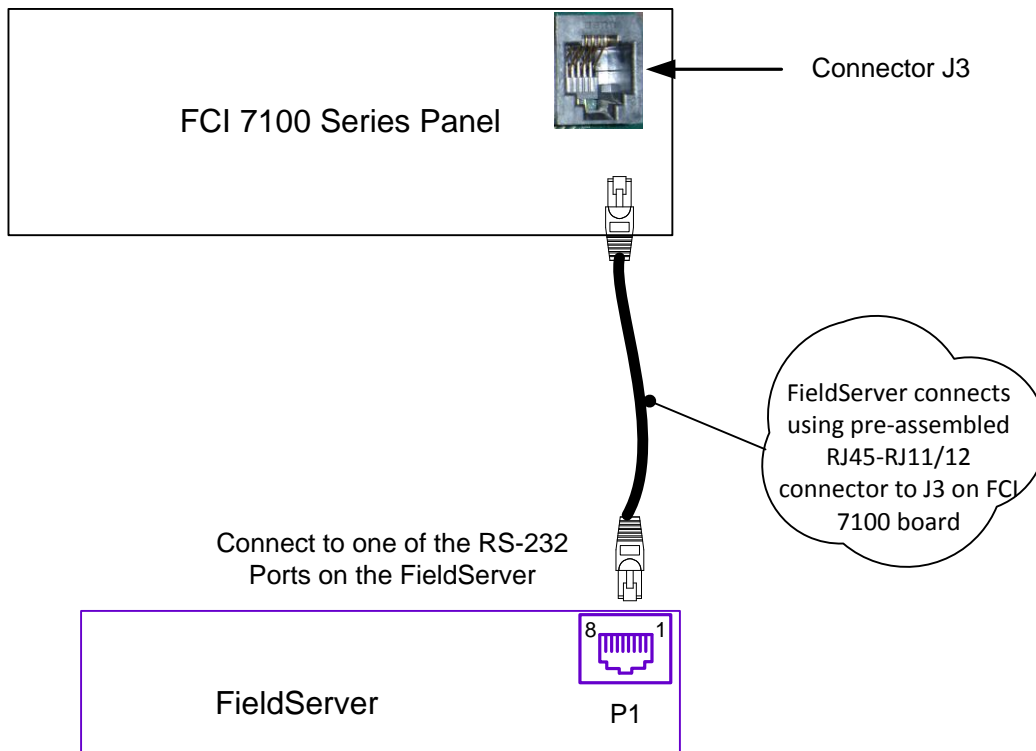 Connector J3
FCI 7100 Series Panel
FieldServer connects
using pre-assembled
RJ45-RJ11/12
connector to J3 on FCI
7100 board
Connect to one of the RS-232
Ports on the FieldServer
8 1
FieldServer
P1